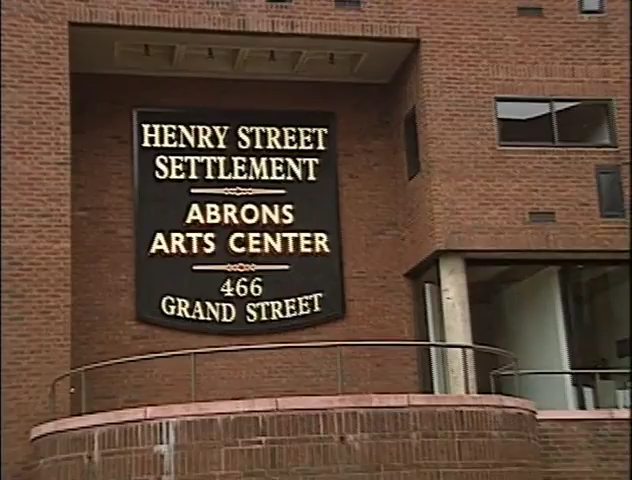 HENRY STREET
SETTLEMENT
ABRONS
ARTS CENTER
466
GRAND STREET